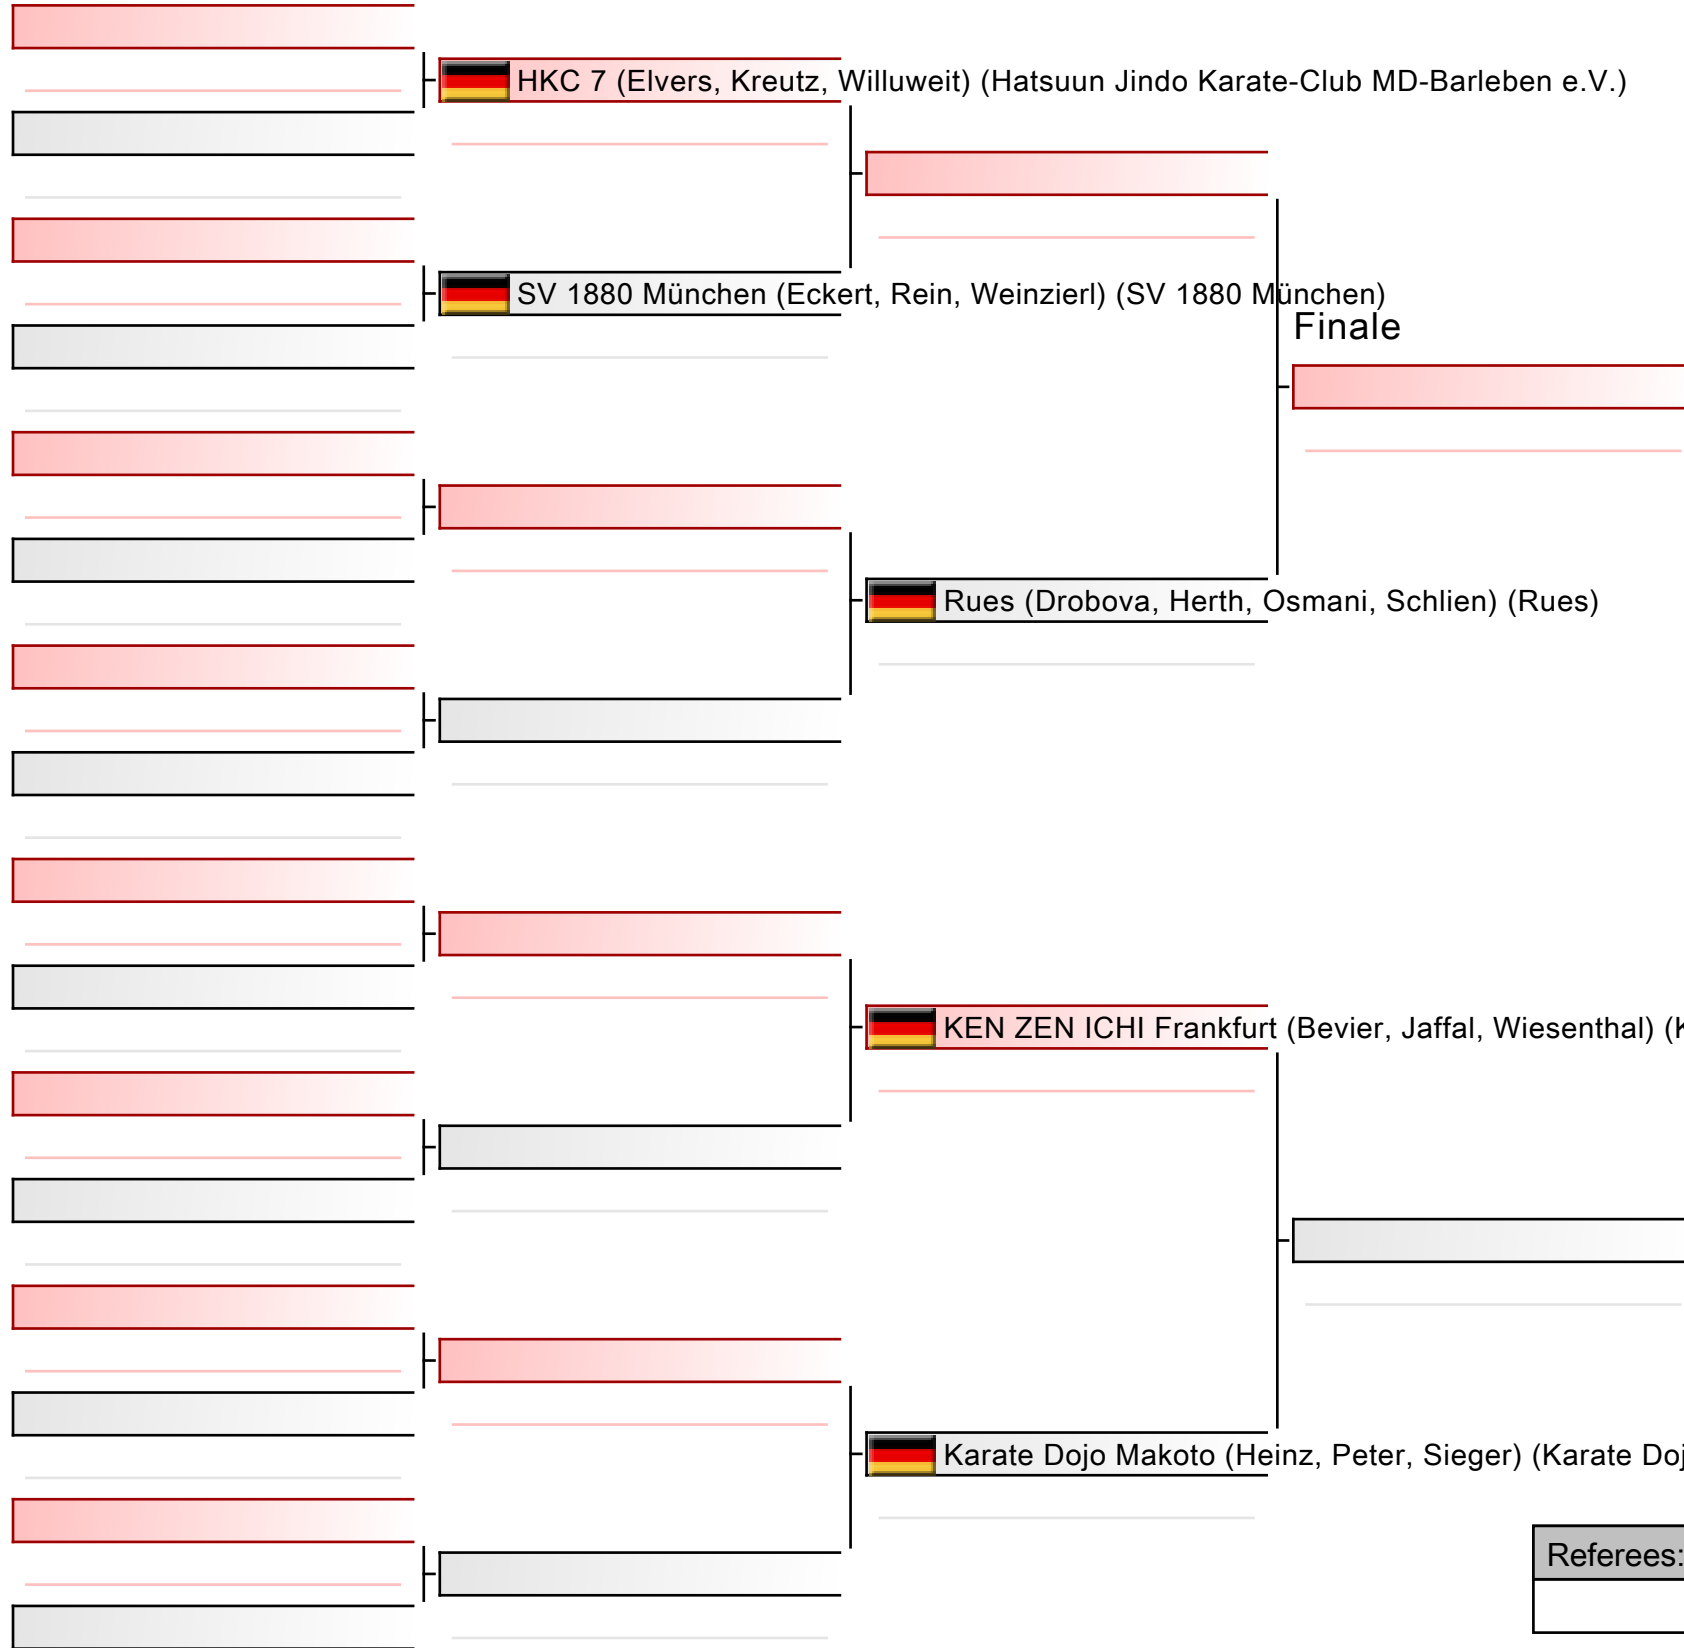 HKC 7 (Elvers, Kreutz, Willuweit) (Hatsuun Jindo Karate-Club MD-Barleben e.V.)
SV 1880 München (Eckert, Rein, Weinzierl) (SV 1880 München)
Finale
Rues (Drobova, Herth, Osmani, Schlien) (Rues)
KEN ZEN ICHI Frankfurt (Bevier, Jaffal, Wiesenthal) (
Karate Dojo Makoto (Heinz, Peter, Sieger) (Karate
Referees: